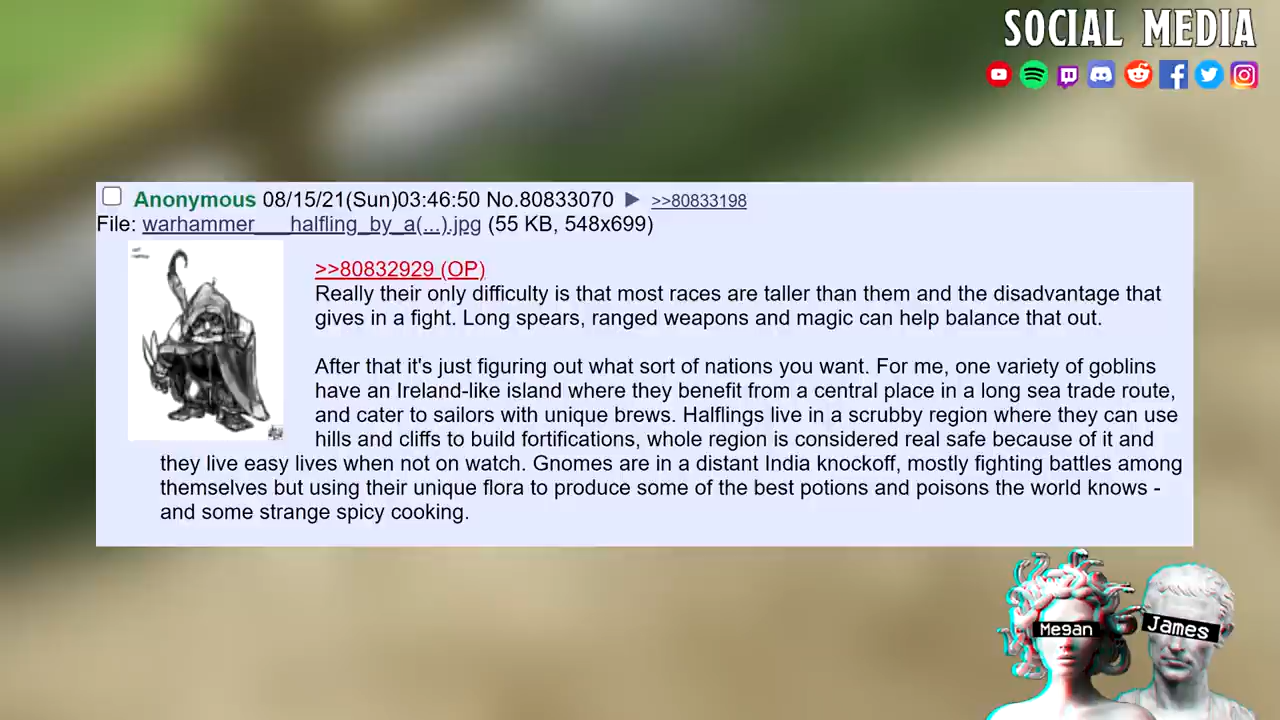 SOCIAL MEDIA
Anonymous 08/15/21(Sun)03:46:50 No.80833070 ▶ >>80833198
File: warhammer___halfling_by_a(...).jpg (55 KB, 548x699)
>>80832929 (OP)
Really their only difficulty is that most races are taller than them and the disadvantage that
gives in a fight. Long spears, ranged weapons and magic can help balance that out.
After that it's just figuring out what sort of nations you want. For me, one variety of goblins
have an Ireland-like island where they benefit from a central place in a long sea trade route,
and cater to sailors with unique brews. Halflings live in a scrubby region where they can use
hills and cliffs to build fortifications, whole region is considered real safe because of it and
they live easy lives when not on watch. Gnomes are in a distant India knockoff, mostly fighting battles among
themselves but using their unique flora to produce some of the best potions and poisons the world knows -
and some strange spicy cooking.
Megan
James